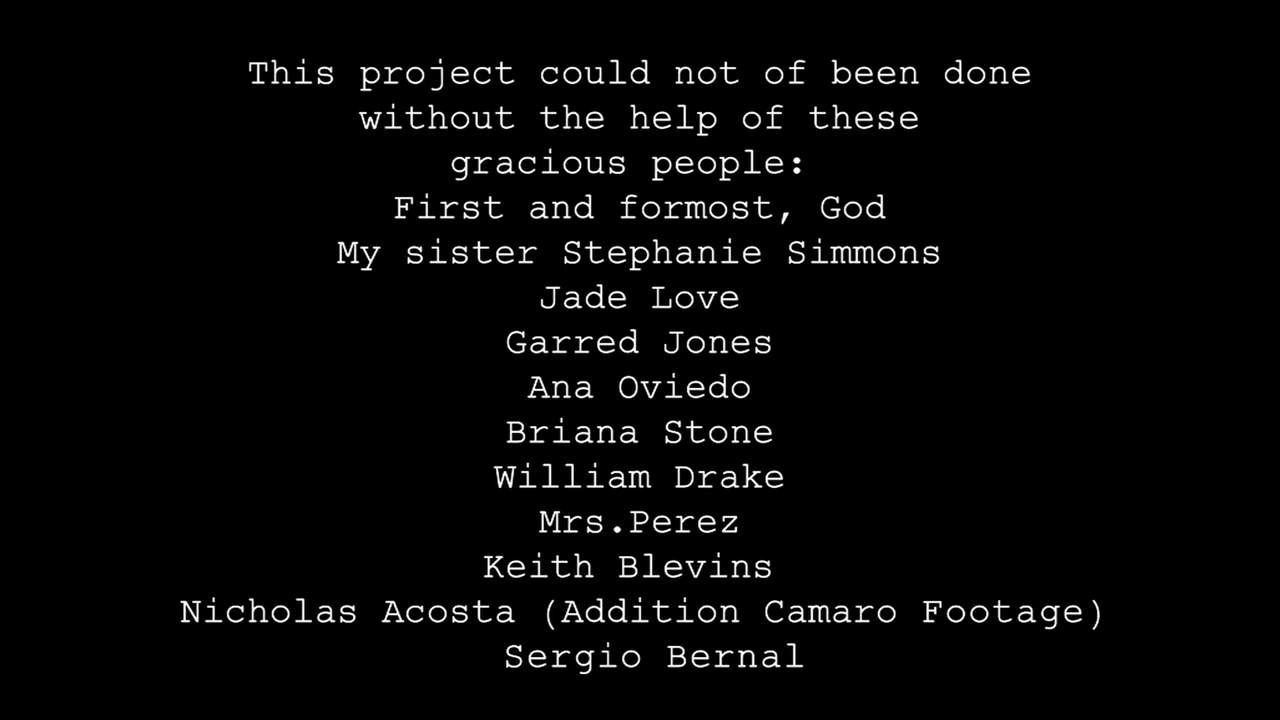 This project could not of been done
without the help of these
gracious people:
First and formost, God
My sister Stephanie Simmons
Jade Love
Garred Jones
Ana Oviedo
Briana Stone
William Drake
Mrs.Perez
Keith Blevins
Nicholas Acosta (Addition Camaro Footage)
Sergio Bernal